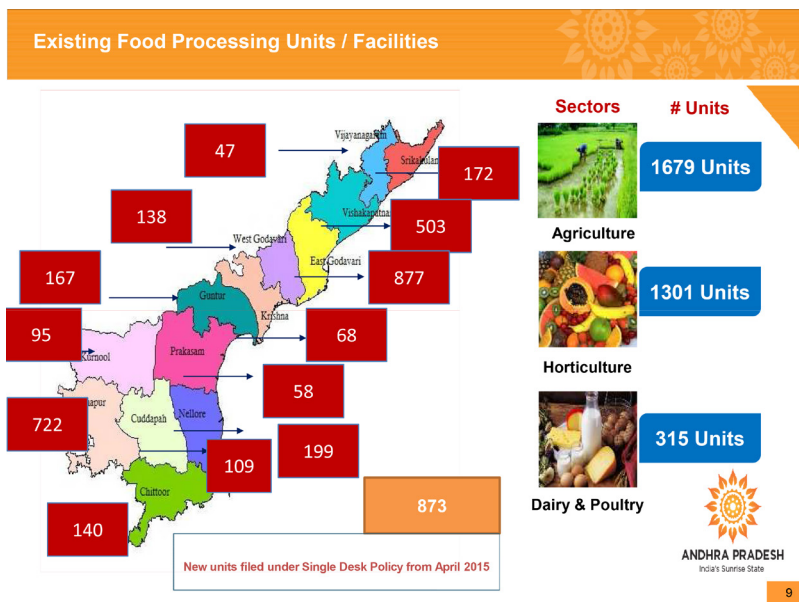 Existing Food Processing Units / Facilities
Sectors
# Units
47
Vijayanagaram
Srikakulam
172
1679 Units
138
Vishakapatna
503
Agriculture
West Godavari
East Godavari
877
167
Guntur
Krishna
1301 Units
95
Kurnool
Prakasam
68
Horticulture
58
722
apur
Cuddapah
Nellore
199
109
315 Units
Chittoor
873
Dairy & Poultry
140
New units filed under Single Desk Policy from April 2015
ANDHRA PRADESH
India's Sunrise State
9